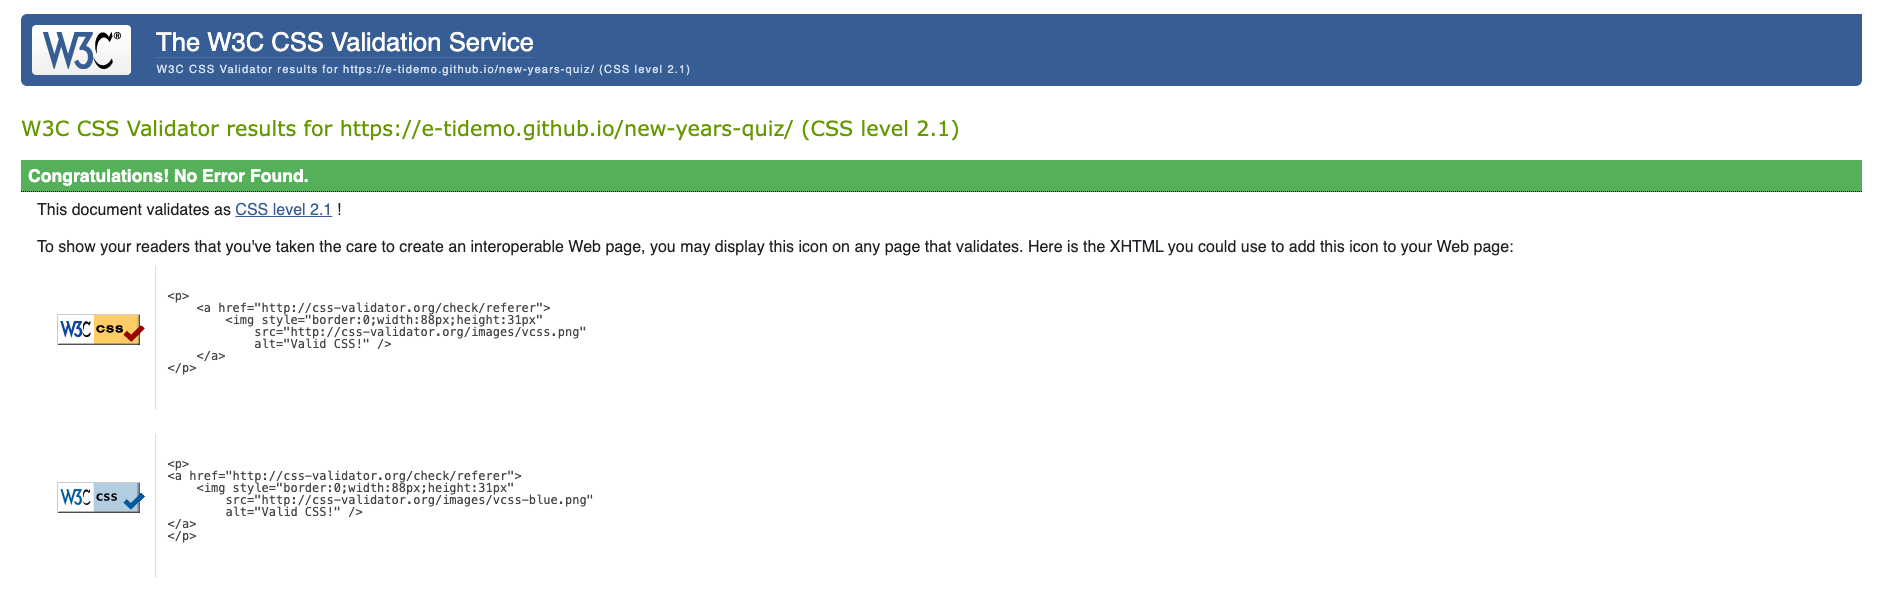 W3C®
The W3C CSS Validation Service
W3C CSS Validator results for https://e-tidemo.github.io/new-years-quiz/ (CSS level 2.1)
W3C CSS Validator results for https://e-tidemo.github.io/new-years-quiz/ (CSS level 2.1)
Congratulations! No Error Found.
This document validates as CSS level 2.1 !
To show your readers that you've taken the care to create an interoperable Web page, you may display this icon on any page that validates. Here is the XHTML you could use to add this icon to your Web page:
W3C css
<p>
    <a href="http://css-validator.org/check/referer">
        <img style="border:0;width:88px;height:31px"
            src="http://css-validator.org/images/vcss.png"
            alt="Valid CSS!" />
    </a>
</p>
W3C css
<p>
<a href="http://css-validator.org/check/referer">
    <img style="border:0;width:88px;height:31px"
        src="http://css-validator.org/images/vcss-blue.png"
        alt="Valid CSS!" />
</a>
</p>